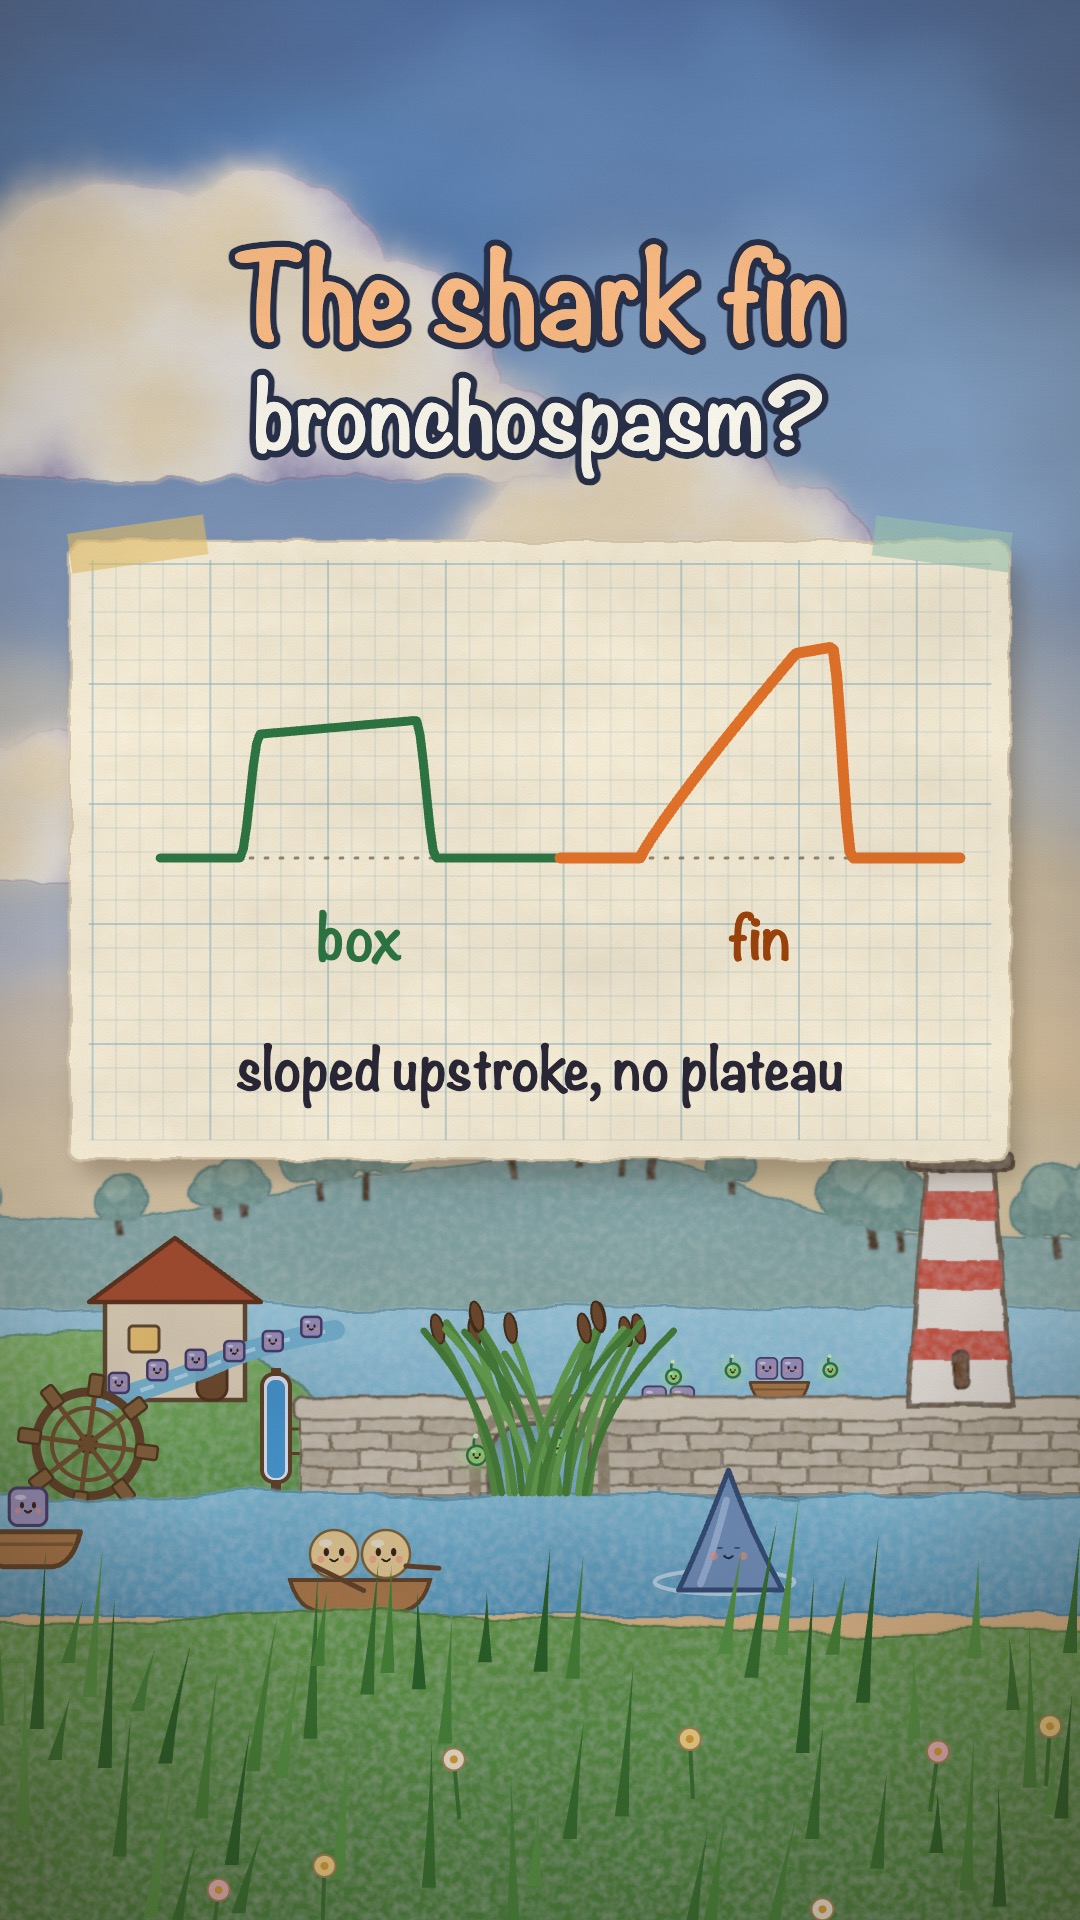 The shark fin
bronchospasm?
box
fin
sloped upstroke, no plateau